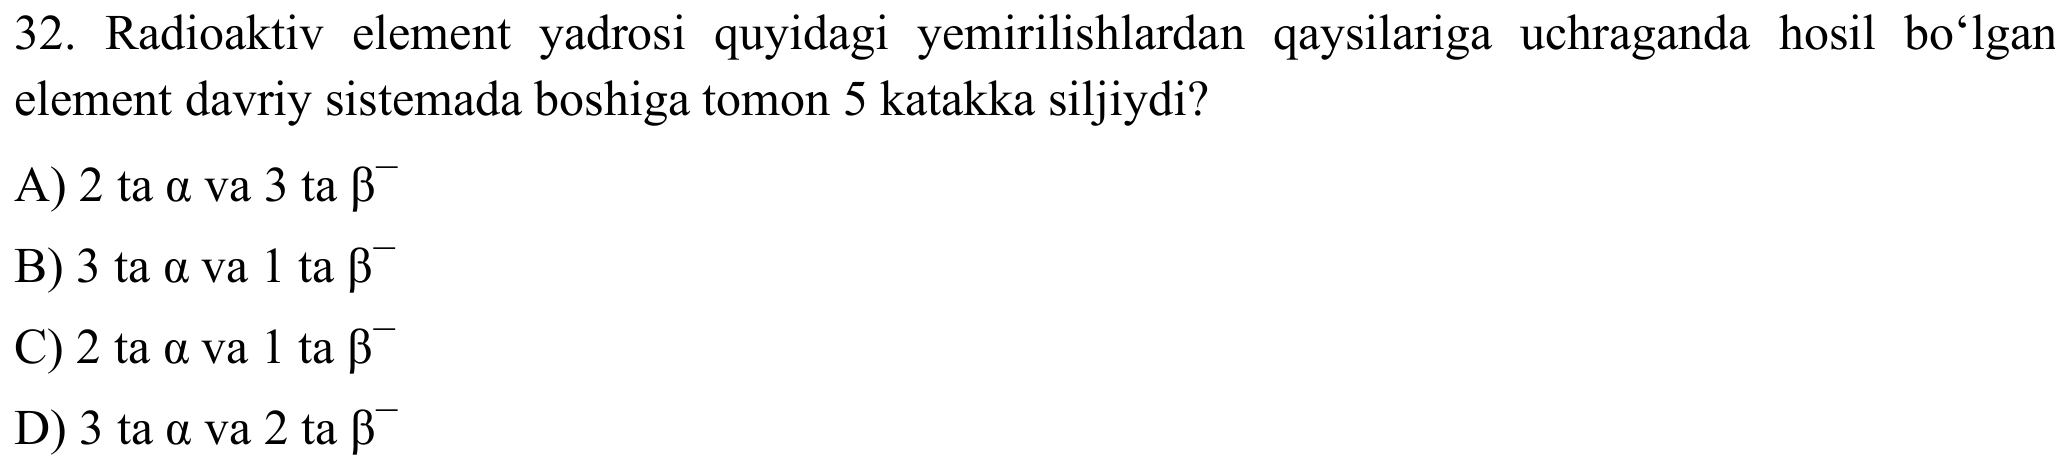 32. Radioaktiv element yadrosi quyidagi yemirilishlardan qaysilariga uchraganda hosil bo‘lgan
element davriy sistemada boshiga tomon 5 katakka siljiydi?
A) 2 ta α va 3 ta β⁻
B) 3 ta α va 1 ta β⁻
C) 2 ta α va 1 ta β⁻
D) 3 ta α va 2 ta β⁻